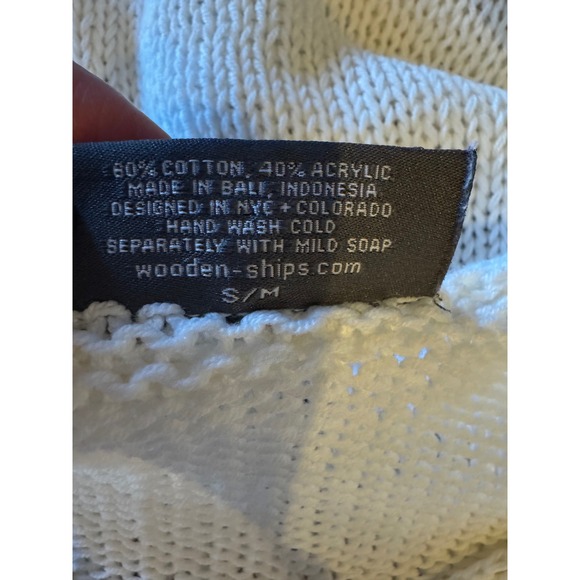 60% COTTON, 40% ACRYLIC
MADE IN BALI, INDONESIA
DESIGNED IN NYC + COLORADO
HAND WASH COLD
SEPARATELY WITH MILD SOAP
wooden-ships.com
S/M